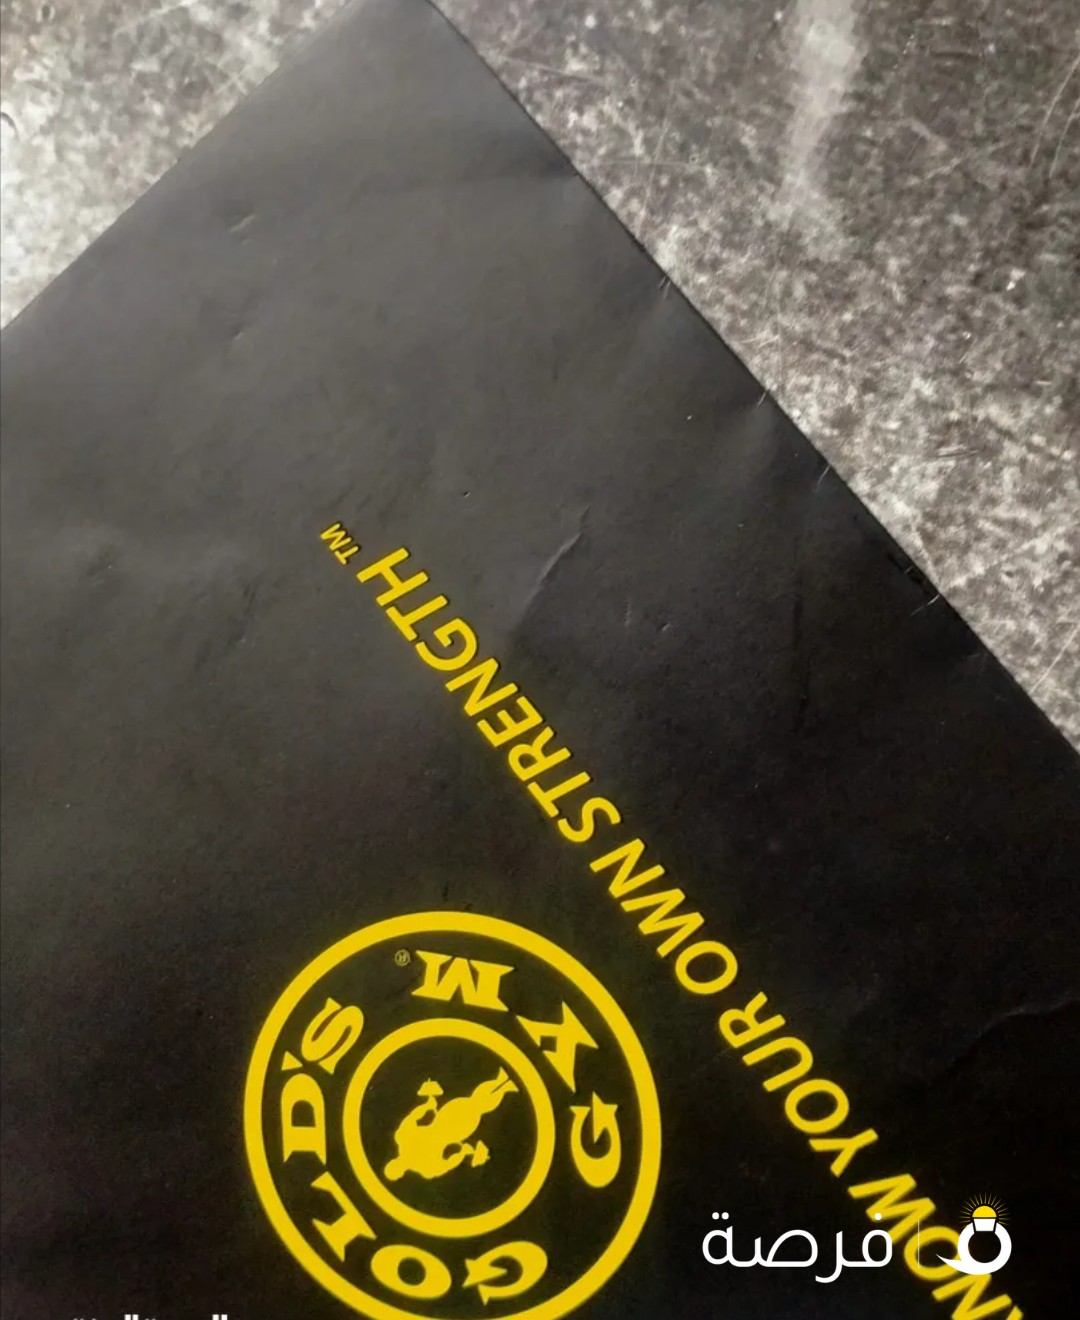 KNOW YOUR OWN STRENGTH™
GOLD'S GYM®
فرصة